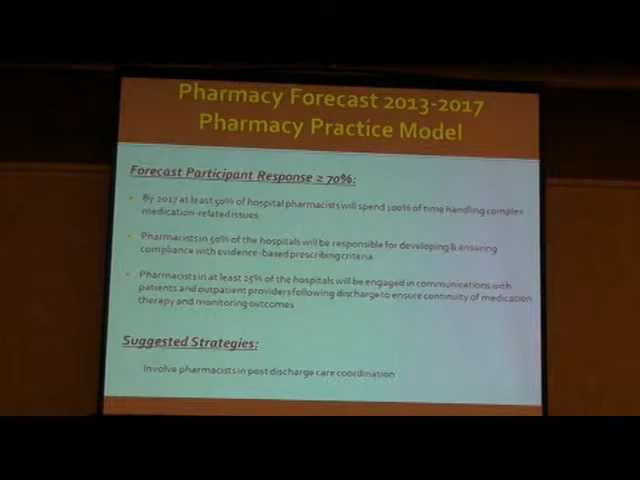 Pharmacy Forecast 2013-2017
Pharmacy Practice Model
Forecast Participant Response ≥ 70%:
By 2017 at least 50% of hospital pharmacists will spend 100% of time handling complex
medication-related issues
Pharmacists in 50% of the hospitals will be responsible for developing & ensuring
compliance with evidence-based prescribing criteria
Pharmacists in at least 25% of the hospitals will be engaged in communications with
patients and outpatient providers following discharge to ensure continuity of medication
therapy and monitoring outcomes
Suggested Strategies:
Involve pharmacists in post discharge care coordination